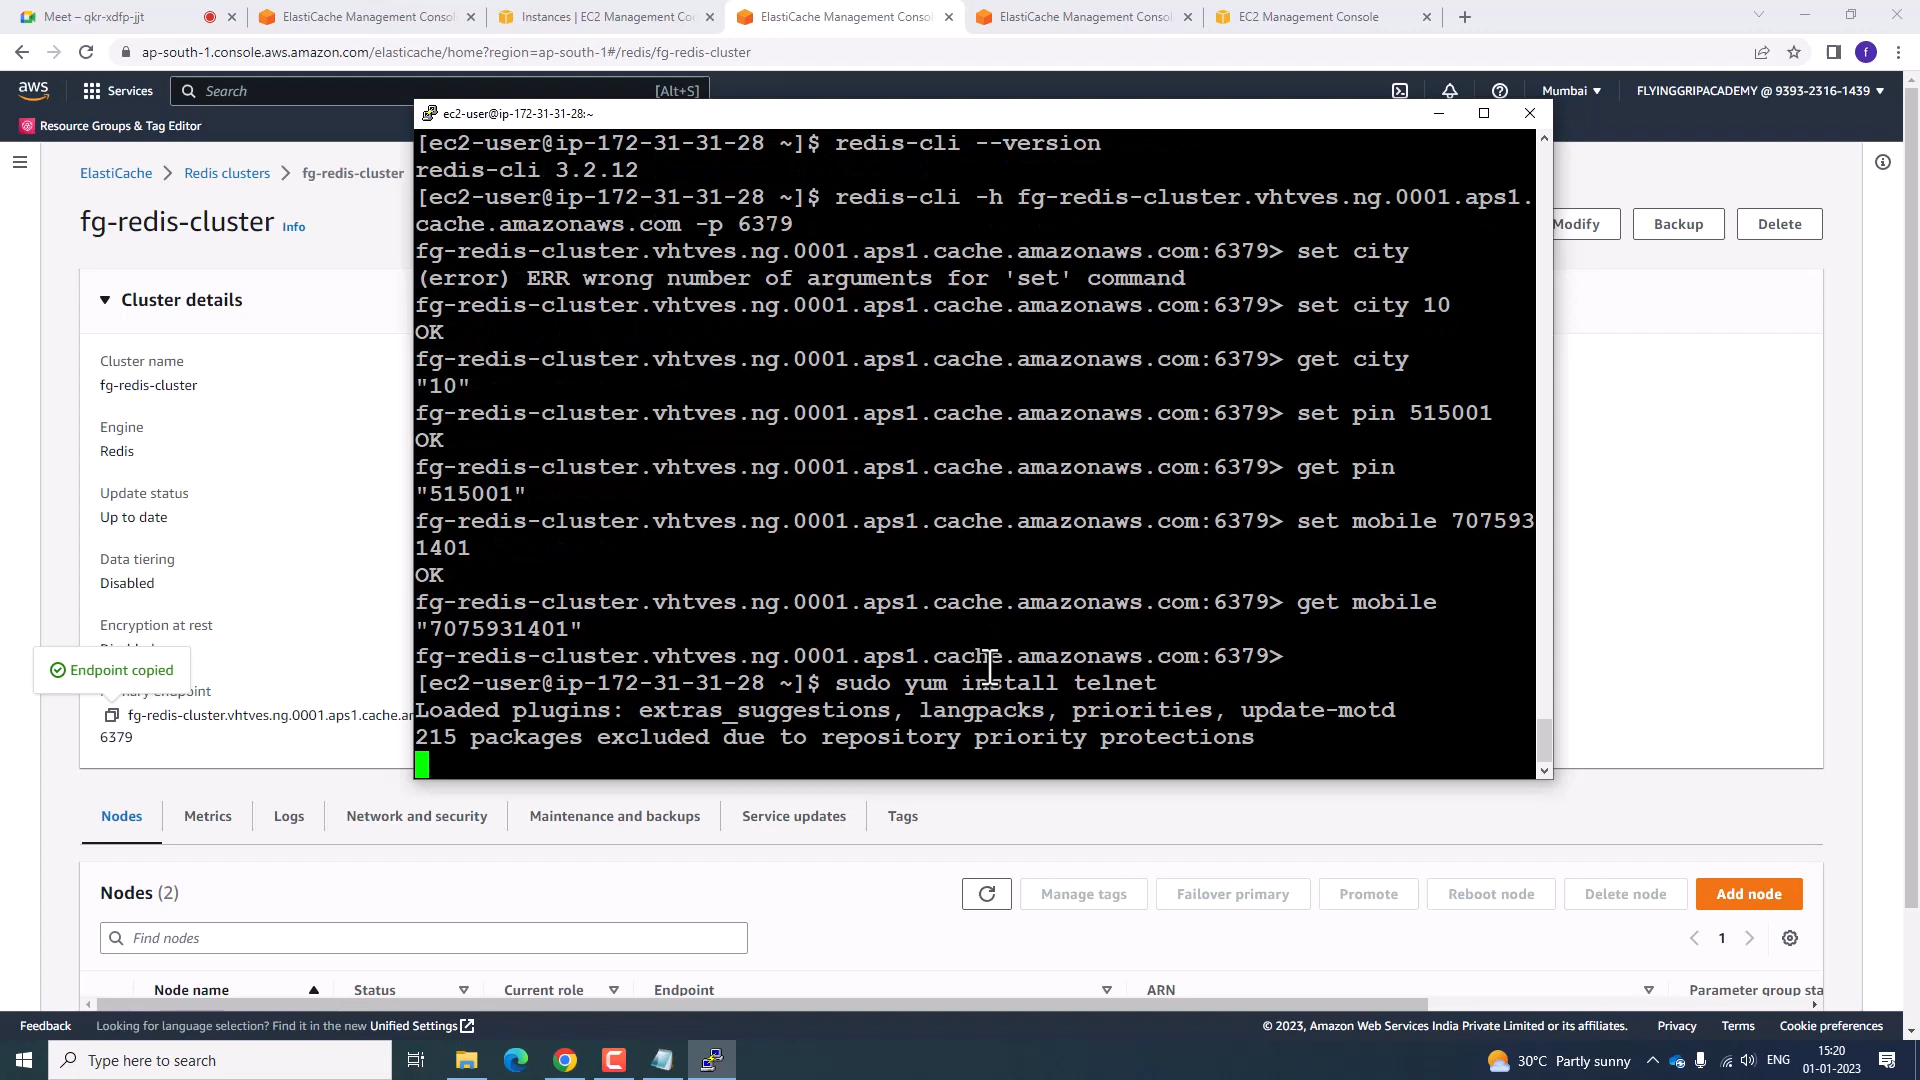 Meet – qkr-xdfp-jjt
ElastiCache Management Conso
Instances | EC2 Management Co
ElastiCache Management Conso
ElastiCache Management Conso
EC2 Management Console
ap-south-1.console.aws.amazon.com/elasticache/home?region=ap-south-1#/redis/fg-redis-cluster
f
aws
Services
Search
[Alt+S]
Mumbai
FLYINGGRIPACADEMY @ 9393-2316-1439
Resource Groups & Tag Editor
ElastiCache
Redis clusters
fg-redis-cluster
fg-redis-cluster
Info
Modify
Backup
Delete
Cluster details
Cluster name
fg-redis-cluster
Engine
Redis
Update status
Up to date
Data tiering
Disabled
Encryption at rest
Endpoint copied
fg-redis-cluster.vhtves.ng.0001.aps1.cache.am
6379
ec2-user@ip-172-31-31-28:~
[ec2-user@ip-172-31-31-28 ~]$ redis-cli --version
redis-cli 3.2.12
[ec2-user@ip-172-31-31-28 ~]$ redis-cli -h fg-redis-cluster.vhtves.ng.0001.aps1.
cache.amazonaws.com -p 6379
fg-redis-cluster.vhtves.ng.0001.aps1.cache.amazonaws.com:6379> set city
(error) ERR wrong number of arguments for 'set' command
fg-redis-cluster.vhtves.ng.0001.aps1.cache.amazonaws.com:6379> set city 10
OK
fg-redis-cluster.vhtves.ng.0001.aps1.cache.amazonaws.com:6379> get city
"10"
fg-redis-cluster.vhtves.ng.0001.aps1.cache.amazonaws.com:6379> set pin 515001
OK
fg-redis-cluster.vhtves.ng.0001.aps1.cache.amazonaws.com:6379> get pin
"515001"
fg-redis-cluster.vhtves.ng.0001.aps1.cache.amazonaws.com:6379> set mobile 707593
1401
OK
fg-redis-cluster.vhtves.ng.0001.aps1.cache.amazonaws.com:6379> get mobile
"7075931401"
fg-redis-cluster.vhtves.ng.0001.aps1.cache.amazonaws.com:6379>
[ec2-user@ip-172-31-31-28 ~]$ sudo yum install telnet
Loaded plugins: extras_suggestions, langpacks, priorities, update-motd
215 packages excluded due to repository priority protections
Nodes
Metrics
Logs
Network and security
Maintenance and backups
Service updates
Tags
Nodes (2)
Manage tags
Failover primary
Promote
Reboot node
Delete node
Add node
Find nodes
1
Node name
Status
Current role
Endpoint
ARN
Parameter group sta
Feedback
Looking for language selection? Find it in the new Unified Settings
© 2023, Amazon Web Services India Private Limited or its affiliates.
Privacy
Terms
Cookie preferences
Type here to search
30°C Partly sunny
ENG
15:20
01-01-2023